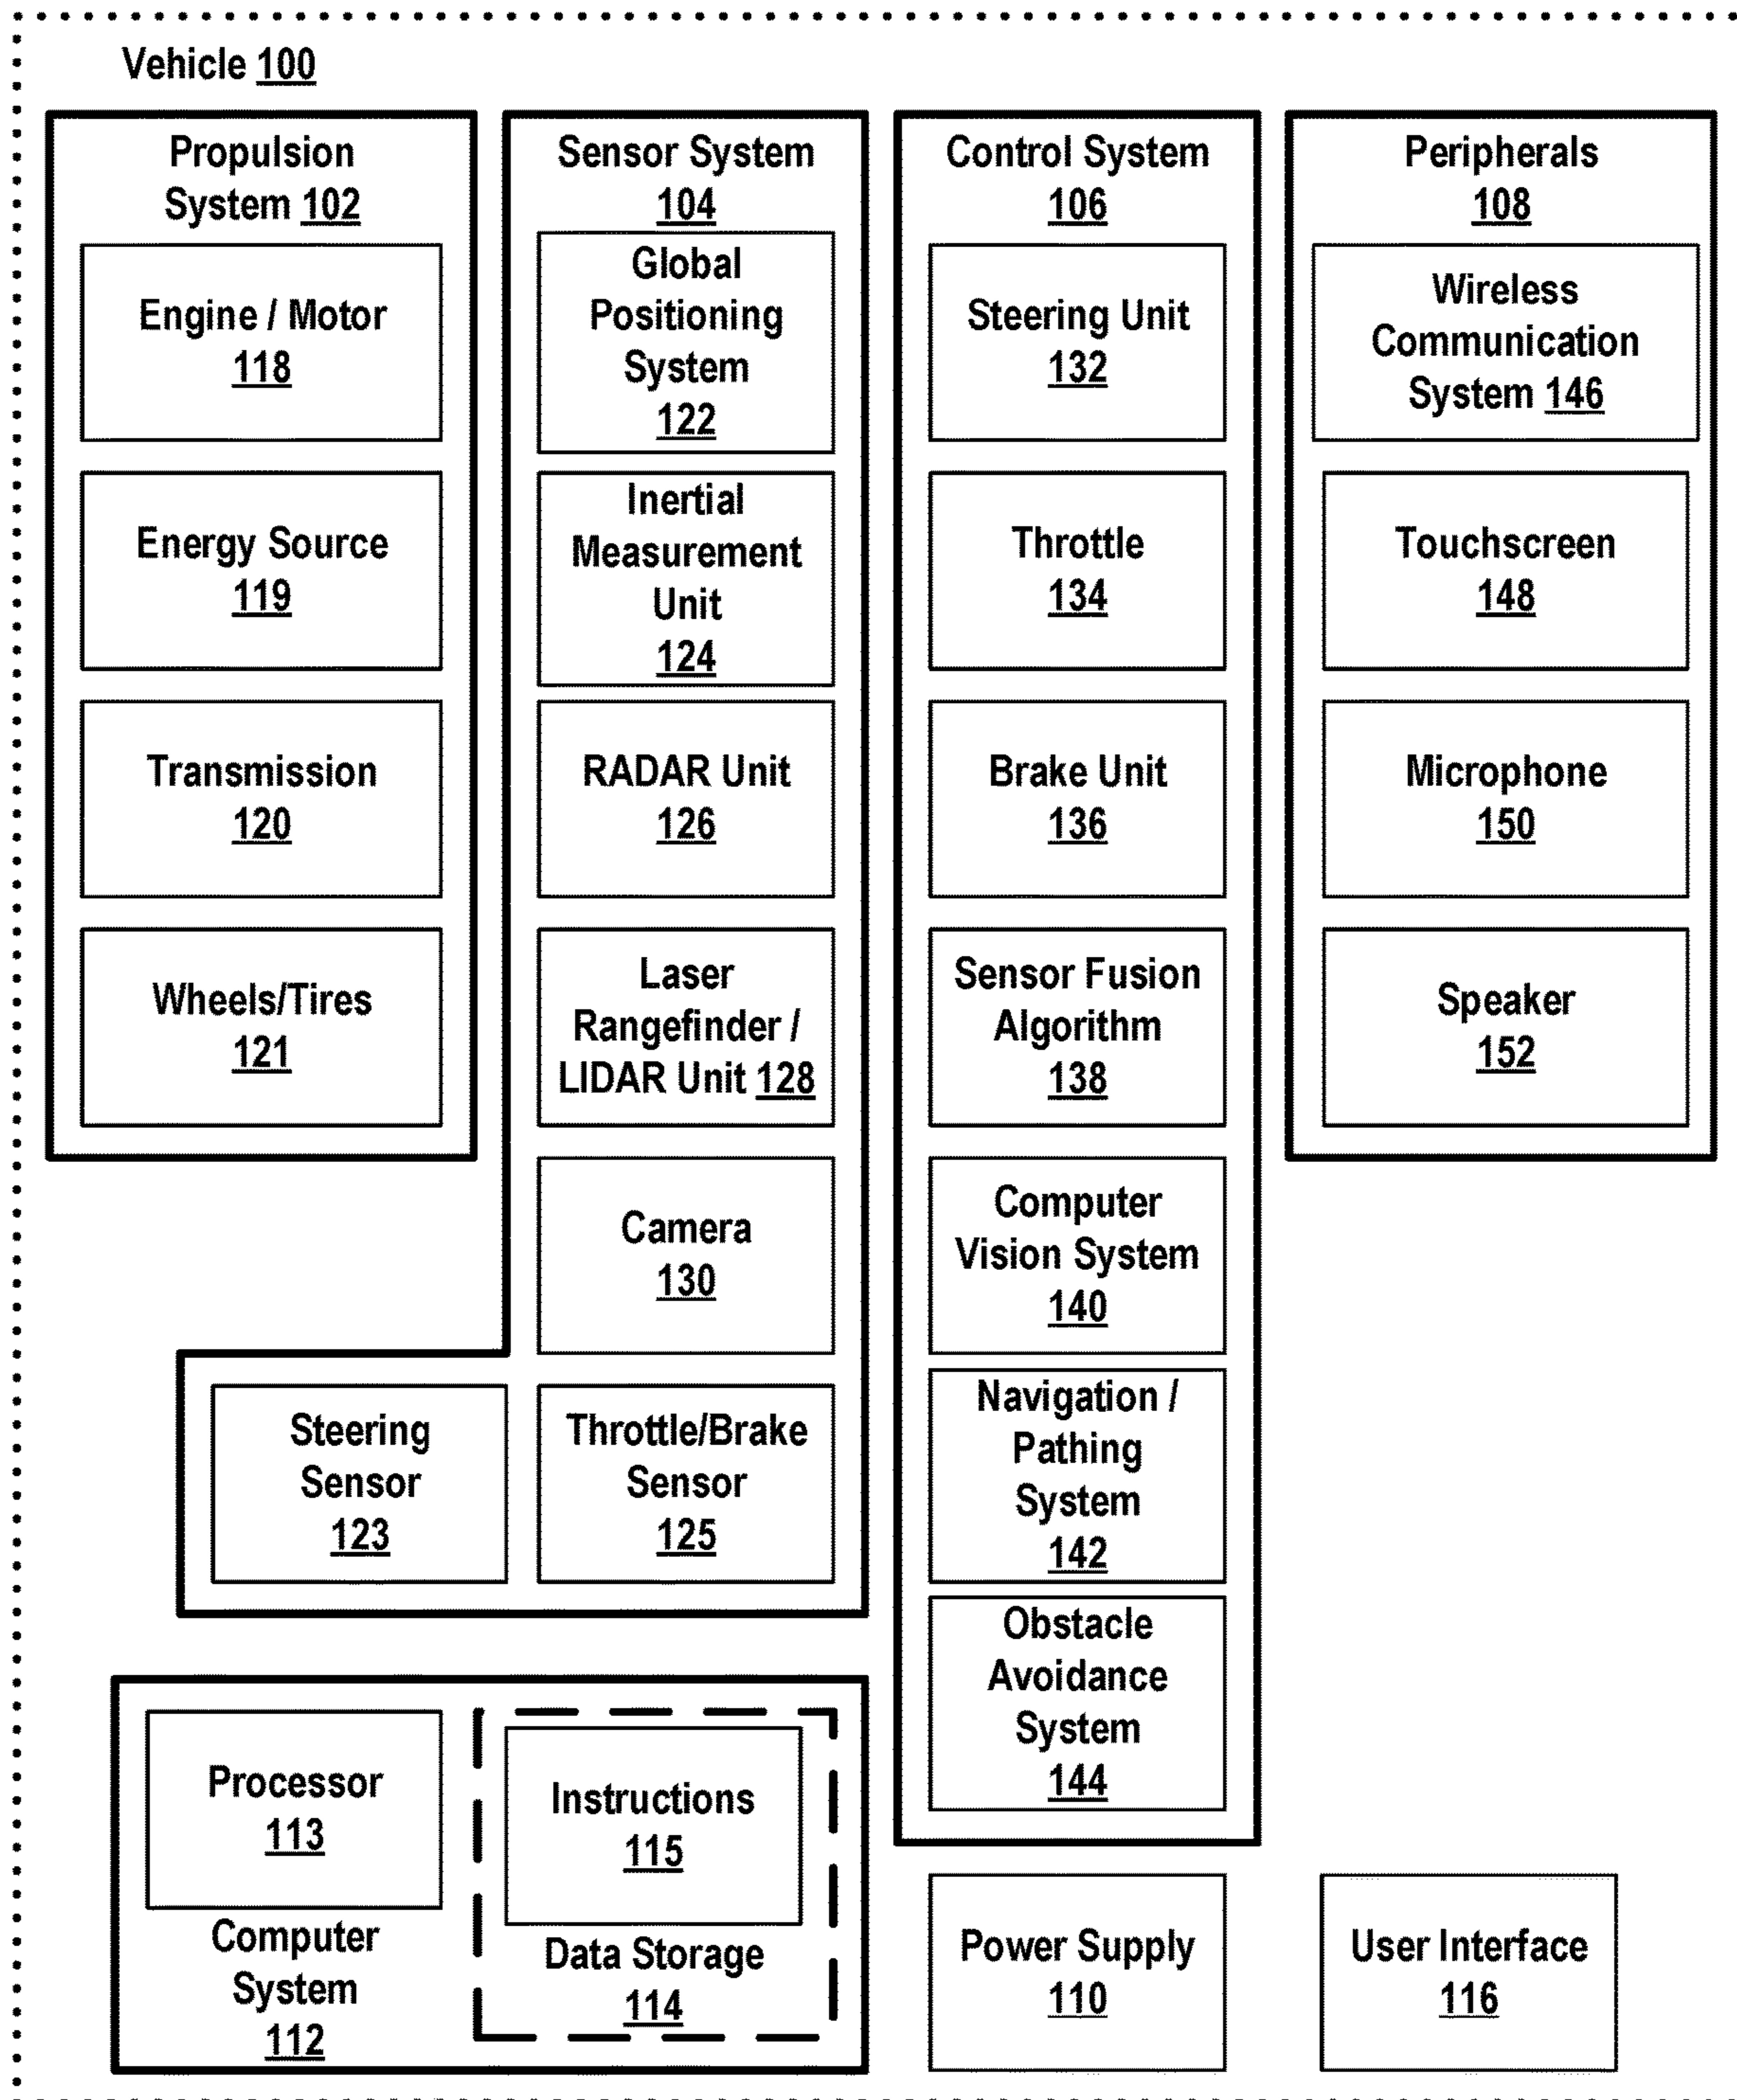 Vehicle 100
Propulsion
System 102
Engine / Motor
118
Energy Source
119
Transmission
120
Wheels/Tires
121
Sensor System
104
Global
Positioning
System
122
Inertial
Measurement
Unit
124
RADAR Unit
126
Laser
Rangefinder /
LIDAR Unit 128
Camera
130
Steering
Sensor
123
Throttle/Brake
Sensor
125
Control System
106
Steering Unit
132
Throttle
134
Brake Unit
136
Sensor Fusion
Algorithm
138
Computer
Vision System
140
Navigation /
Pathing
System
142
Obstacle
Avoidance
System
144
Peripherals
108
Wireless
Communication
System 146
Touchscreen
148
Microphone
150
Speaker
152
Processor
113
Computer
System
112
Instructions
115
Data Storage
114
Power Supply
110
User Interface
116